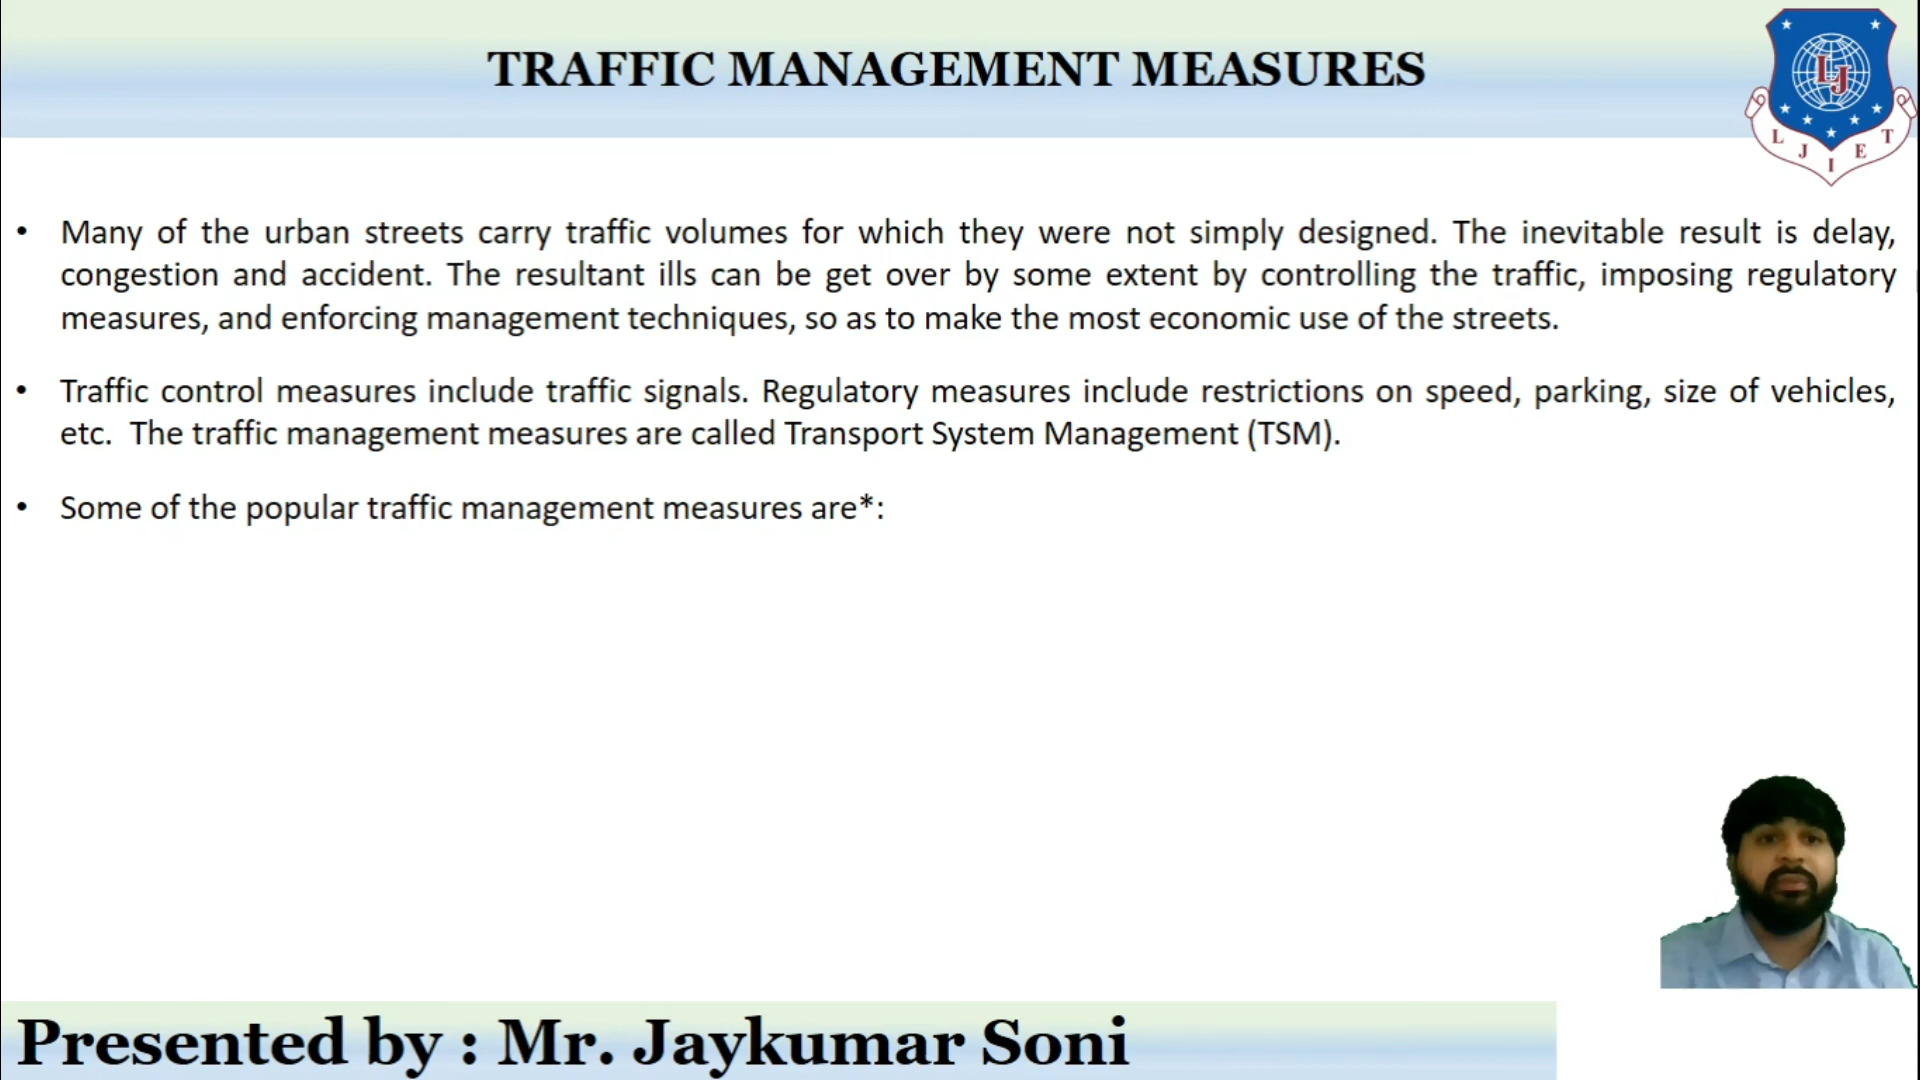 TRAFFIC MANAGEMENT MEASURES
LJ
L J I E T
• Many of the urban streets carry traffic volumes for which they were not simply designed. The inevitable result is delay,
congestion and accident. The resultant ills can be get over by some extent by controlling the traffic, imposing regulatory
measures, and enforcing management techniques, so as to make the most economic use of the streets.
• Traffic control measures include traffic signals. Regulatory measures include restrictions on speed, parking, size of vehicles,
etc. The traffic management measures are called Transport System Management (TSM).
• Some of the popular traffic management measures are*:
Presented by : Mr. Jaykumar Soni